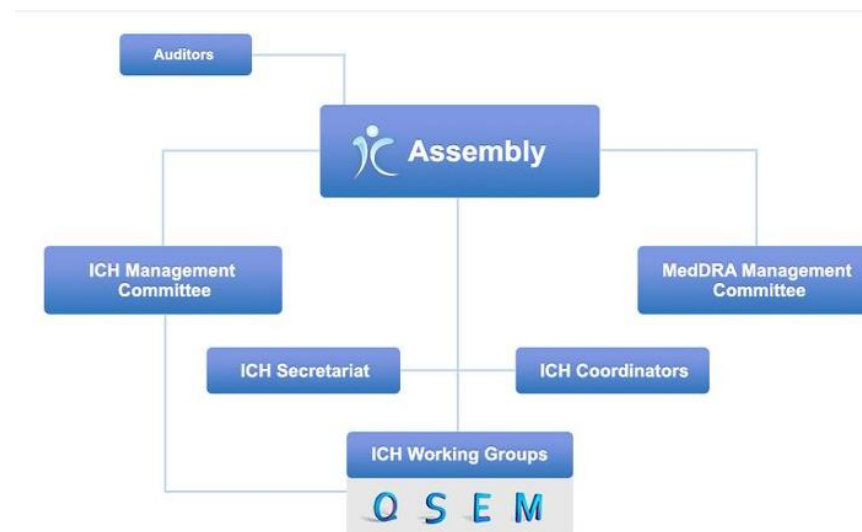 Auditors
Assembly
ICH Management
Committee
MedDRA Management
Committee
ICH Secretariat
ICH Coordinators
ICH Working Groups
Q S E M